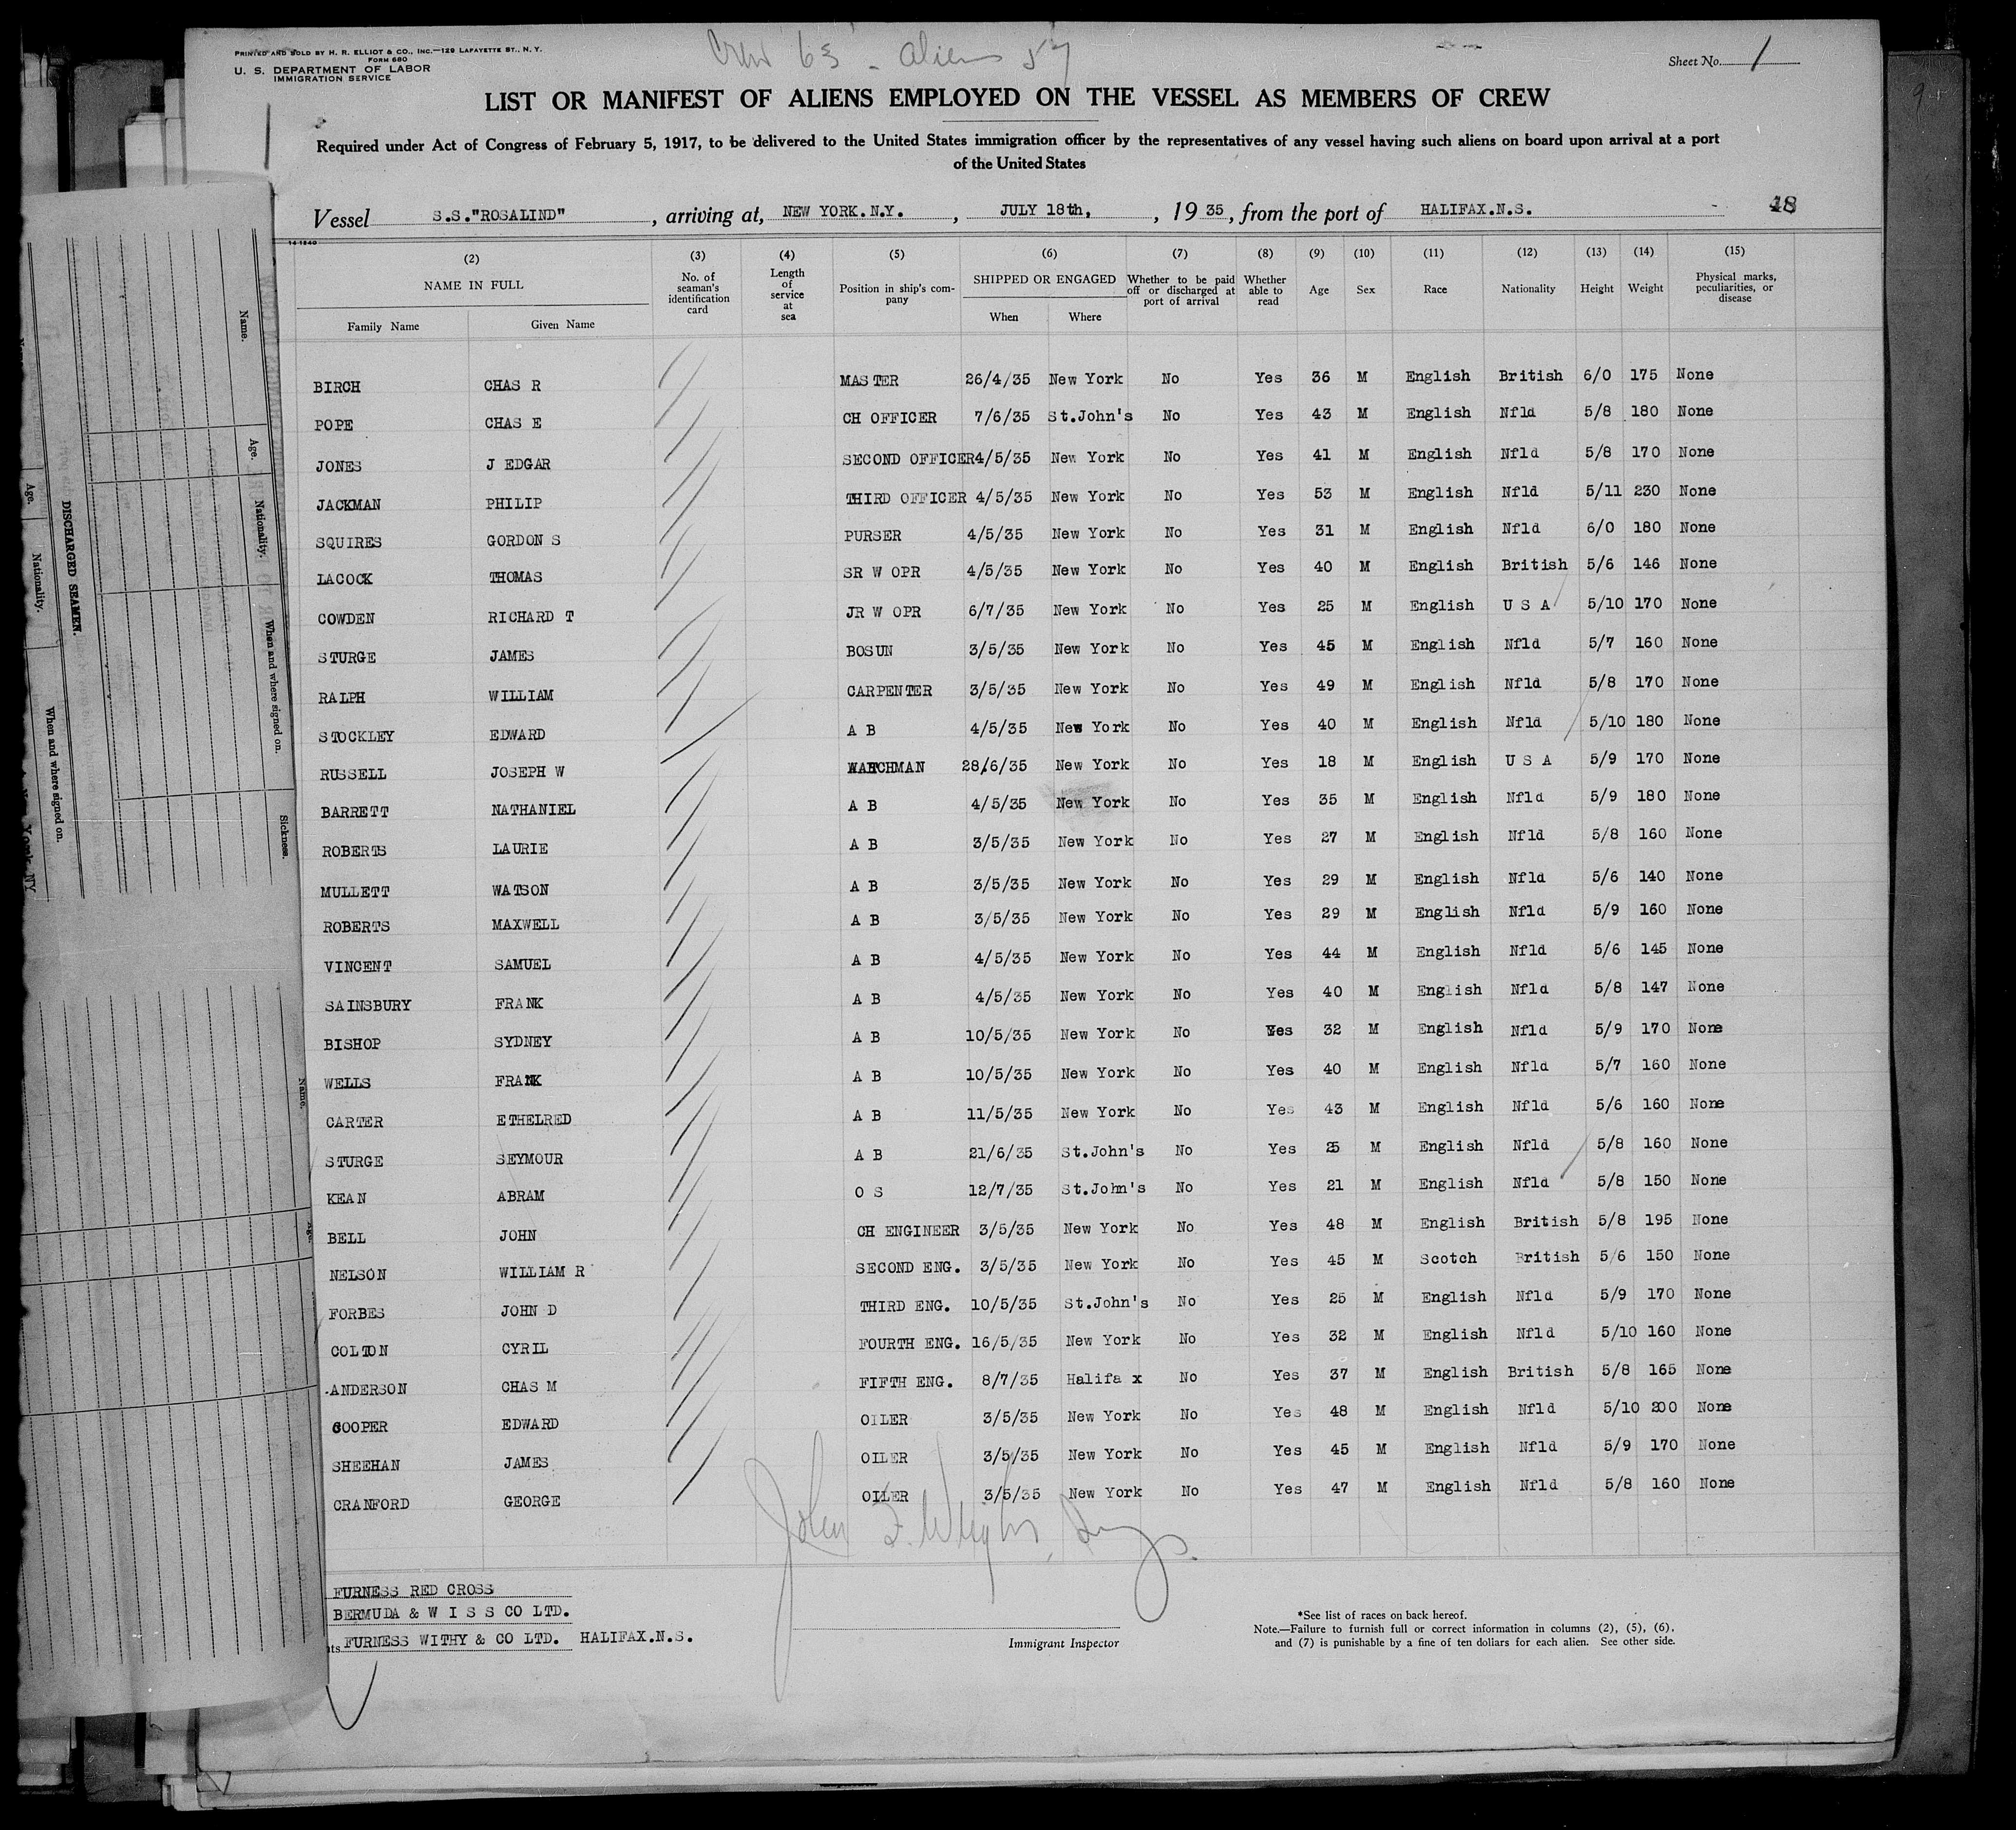 Crew 63 - aliens 57
PRINTED AND SOLD BY H. R. ELLIOT & CO., INC.—129 LAFAYETTE ST., N. Y.
FORM 680
U. S. DEPARTMENT OF LABOR
IMMIGRATION SERVICE
Sheet No. 1
LIST OR MANIFEST OF ALIENS EMPLOYED ON THE VESSEL AS MEMBERS OF CREW
Required under Act of Congress of February 5, 1917, to be delivered to the United States immigration officer by the representatives of any vessel having such aliens on board upon arrival at a port
of the United States
Vessel S.S."ROSALIND", arriving at, NEW YORK.N.Y., JULY 18th, 19 35, from the port of HALIFAX.N.S. 48
14-1240
(2) NAME IN FULL Family Name Given Name
(3) No. of seaman's identification card
(4) Length of service at sea
(5) Position in ship's company
(6) SHIPPED OR ENGAGED When Where
(7) Whether to be paid off or discharged at port of arrival
(8) Whether able to read
(9) Age
(10) Sex
(11) Race
(12) Nationality
(13) Height
(14) Weight
(15) Physical marks, peculiarities, or disease
BIRCH CHAS R MASTER 26/4/35 New York No Yes 36 M English British 6/0 175 None
POPE CHAS E CH OFFICER 7/6/35 St.John's No Yes 43 M English Nfld 5/8 180 None
JONES J EDGAR SECOND OFFICER 4/5/35 New York No Yes 41 M English Nfld 5/8 170 None
JACKMAN PHILIP THIRD OFFICER 4/5/35 New York No Yes 53 M English Nfld 5/11 230 None
SQUIRES GORDON S PURSER 4/5/35 New York No Yes 31 M English Nfld 6/0 180 None
LACOCK THOMAS SR W OPR 4/5/35 New York No Yes 40 M English British 5/6 146 None
COWDEN RICHARD T JR W OPR 6/7/35 New York No Yes 25 M English U S A 5/10 170 None
STURGE JAMES BOSUN 3/5/35 New York No Yes 45 M English Nfld 5/7 160 None
RALPH WILLIAM CARPENTER 3/5/35 New York No Yes 49 M English Nfld 5/8 170 None
STOCKLEY EDWARD A B 4/5/35 New York No Yes 40 M English Nfld 5/10 180 None
RUSSELL JOSEPH W WATCHMAN 28/6/35 New York No Yes 18 M English U S A 5/9 170 None
BARRETT NATHANIEL A B 4/5/35 New York No Yes 35 M English Nfld 5/9 180 None
ROBERTS LAURIE A B 3/5/35 New York No Yes 27 M English Nfld 5/8 160 None
MULLETT WATSON A B 3/5/35 New York No Yes 29 M English Nfld 5/6 140 None
ROBERTS MAXWELL A B 3/5/35 New York No Yes 29 M English Nfld 5/9 160 None
VINCENT SAMUEL A B 4/5/35 New York No Yes 44 M English Nfld 5/6 145 None
SAINSBURY FRANK A B 4/5/35 New York No Yes 40 M English Nfld 5/8 147 None
BISHOP SYDNEY A B 10/5/35 New York No Yes 32 M English Nfld 5/9 170 None
WELLS FRANK A B 10/5/35 New York No Yes 40 M English Nfld 5/7 160 None
CARTER ETHELRED A B 11/5/35 New York No Yes 43 M English Nfld 5/6 160 None
STURGE SEYMOUR A B 21/6/35 St.John's No Yes 25 M English Nfld 5/8 160 None
KEAN ABRAM O S 12/7/35 St.John's No Yes 21 M English Nfld 5/8 150 None
BELL JOHN CH ENGINEER 3/5/35 New York No Yes 48 M English British 5/8 195 None
NELSON WILLIAM R SECOND ENG. 3/5/35 New York No Yes 45 M Scotch British 5/6 150 None
FORBES JOHN D THIRD ENG. 10/5/35 St.John's No Yes 25 M English Nfld 5/9 170 None
COLTON CYRIL FOURTH ENG. 16/5/35 New York No Yes 32 M English Nfld 5/10 160 None
ANDERSON CHAS M FIFTH ENG. 8/7/35 Halifax No Yes 37 M English British 5/8 165 None
COOPER EDWARD OILER 3/5/35 New York No Yes 48 M English Nfld 5/10 200 None
SHEEHAN JAMES OILER 3/5/35 New York No Yes 45 M English Nfld 5/9 170 None
CRANFORD GEORGE OILER 3/5/35 New York No Yes 47 M English Nfld 5/8 160 None
John F. Wright, Insp.
FURNESS RED CROSS
BERMUDA & W I S S CO LTD.
nts FURNESS WITHY & CO LTD. HALIFAX.N.S.
Immigrant Inspector
*See list of races on back hereof.
Note.—Failure to furnish full or correct information in columns (2), (5), (6),
and (7) is punishable by a fine of ten dollars for each alien. See other side.
Name.
Age.
Nationality.
When and where signed on.
Sickness.
DISCHARGED SEAMEN.
Age.
Nationality.
When and where signed on.
Name.
Age.